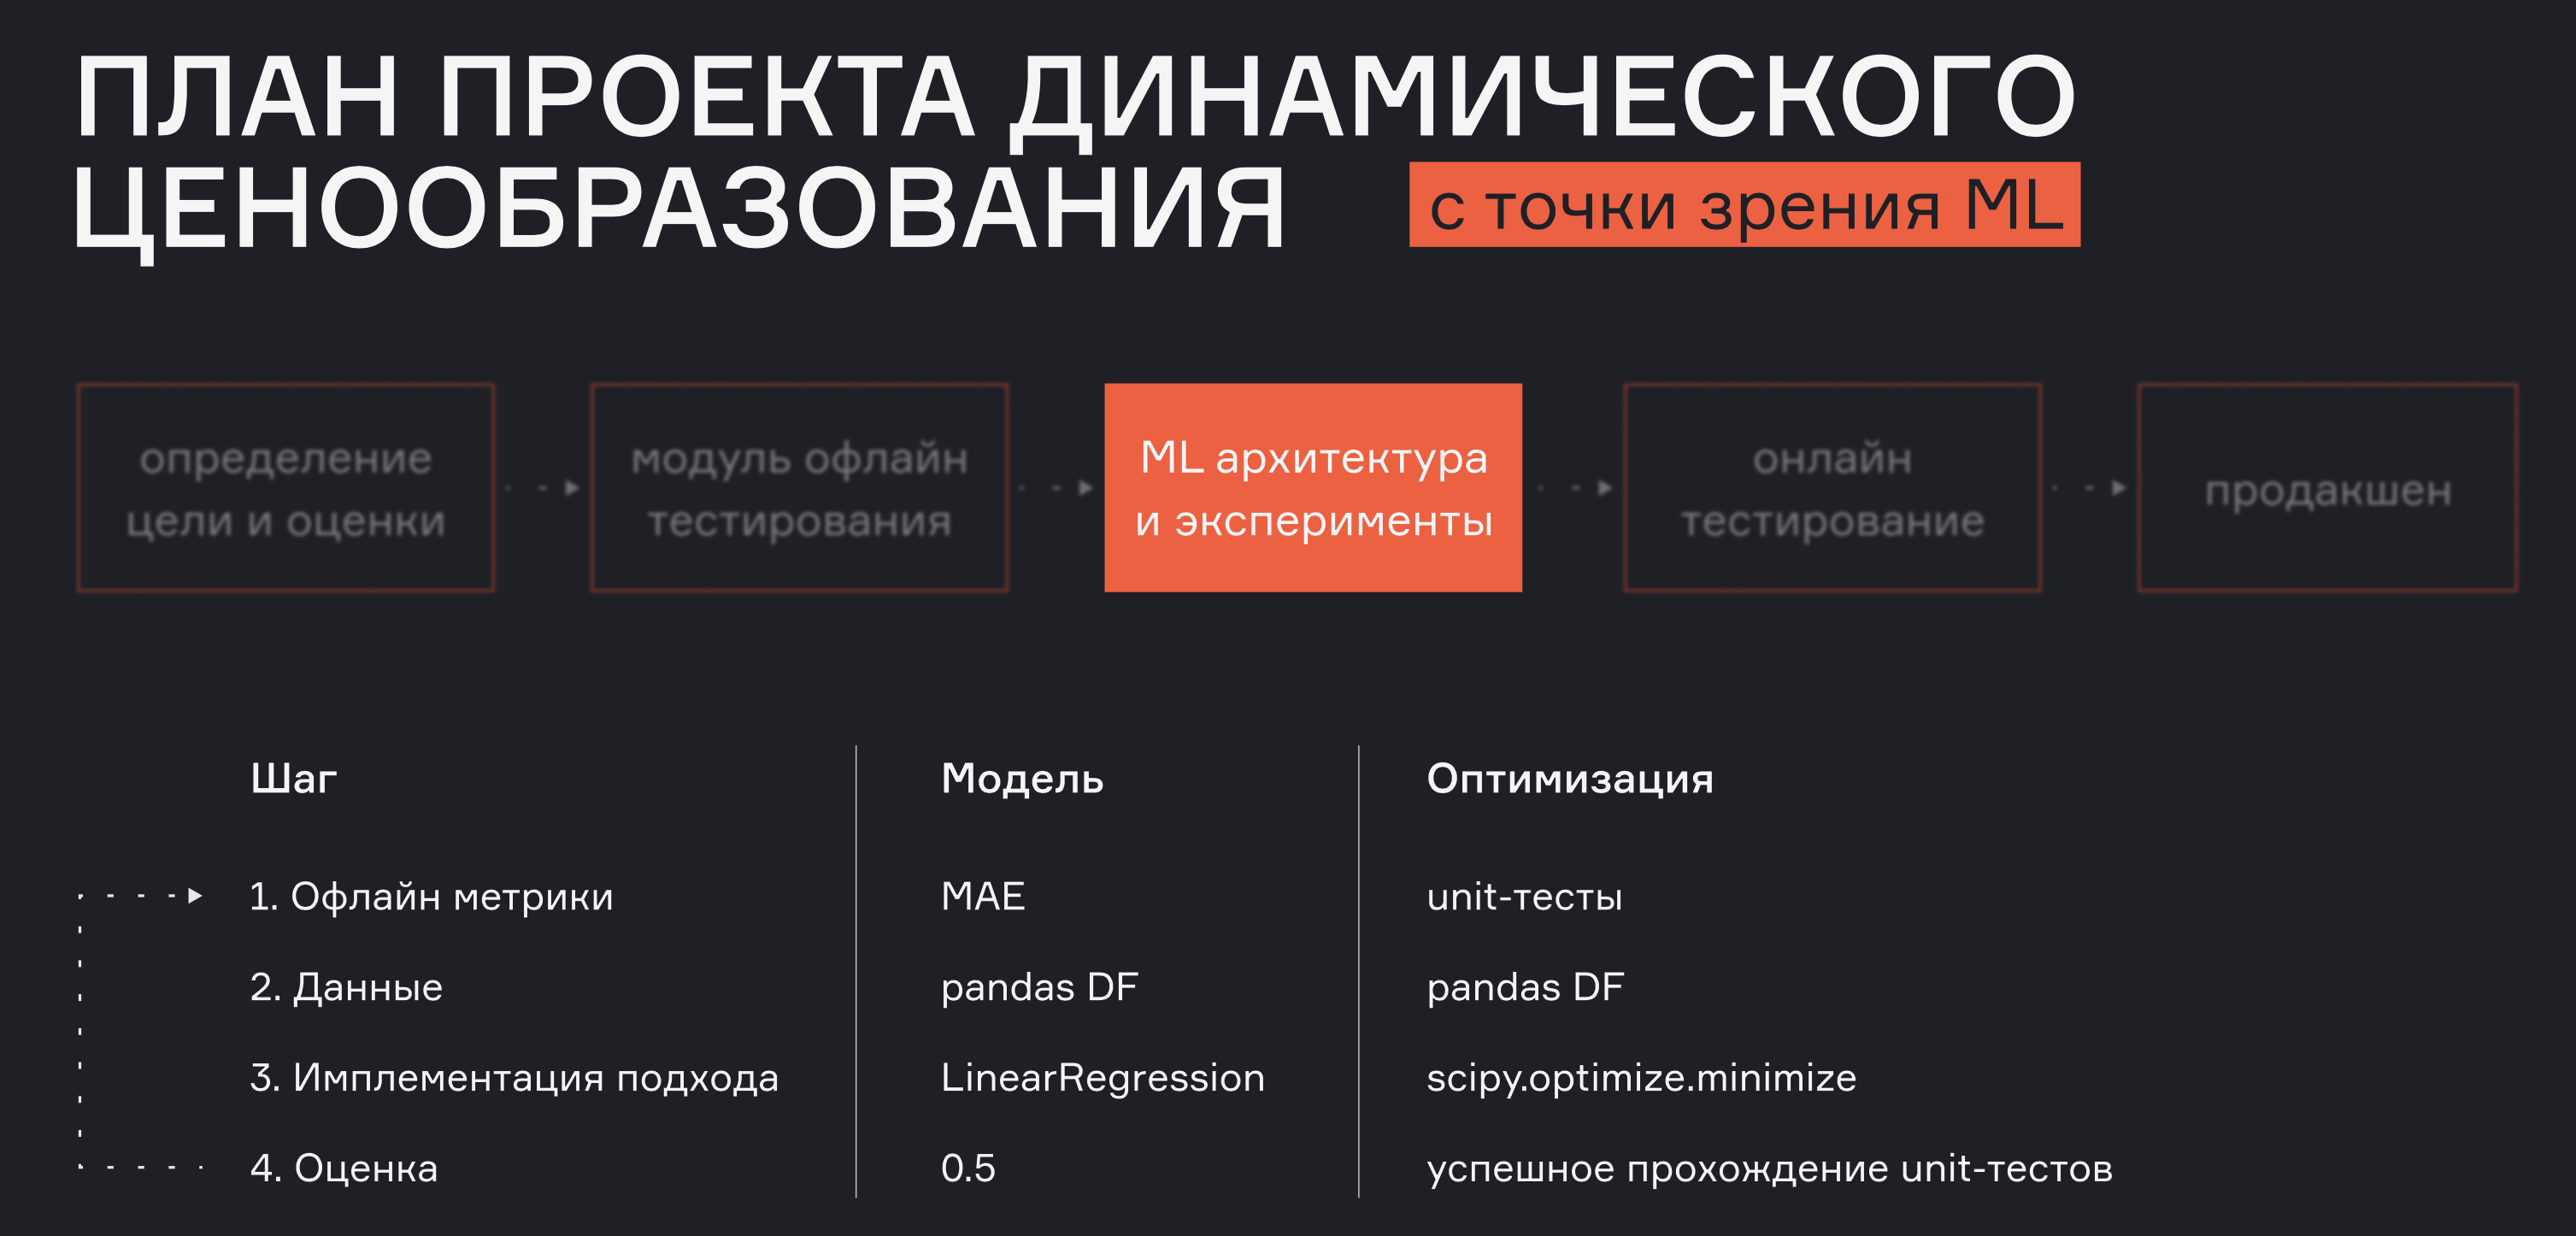 ПЛАН ПРОЕКТА ДИНАМИЧЕСКОГО
ЦЕНООБРАЗОВАНИЯ
с точки зрения ML
определение
цели и оценки
модуль офлайн
тестирования
ML архитектура
и эксперименты
онлайн
тестирование
продакшен
Шаг
Модель
Оптимизация
1. Офлайн метрики
MAE
unit-тесты
2. Данные
pandas DF
pandas DF
3. Имплементация подхода
LinearRegression
scipy.optimize.minimize
4. Оценка
0.5
успешное прохождение unit-тестов